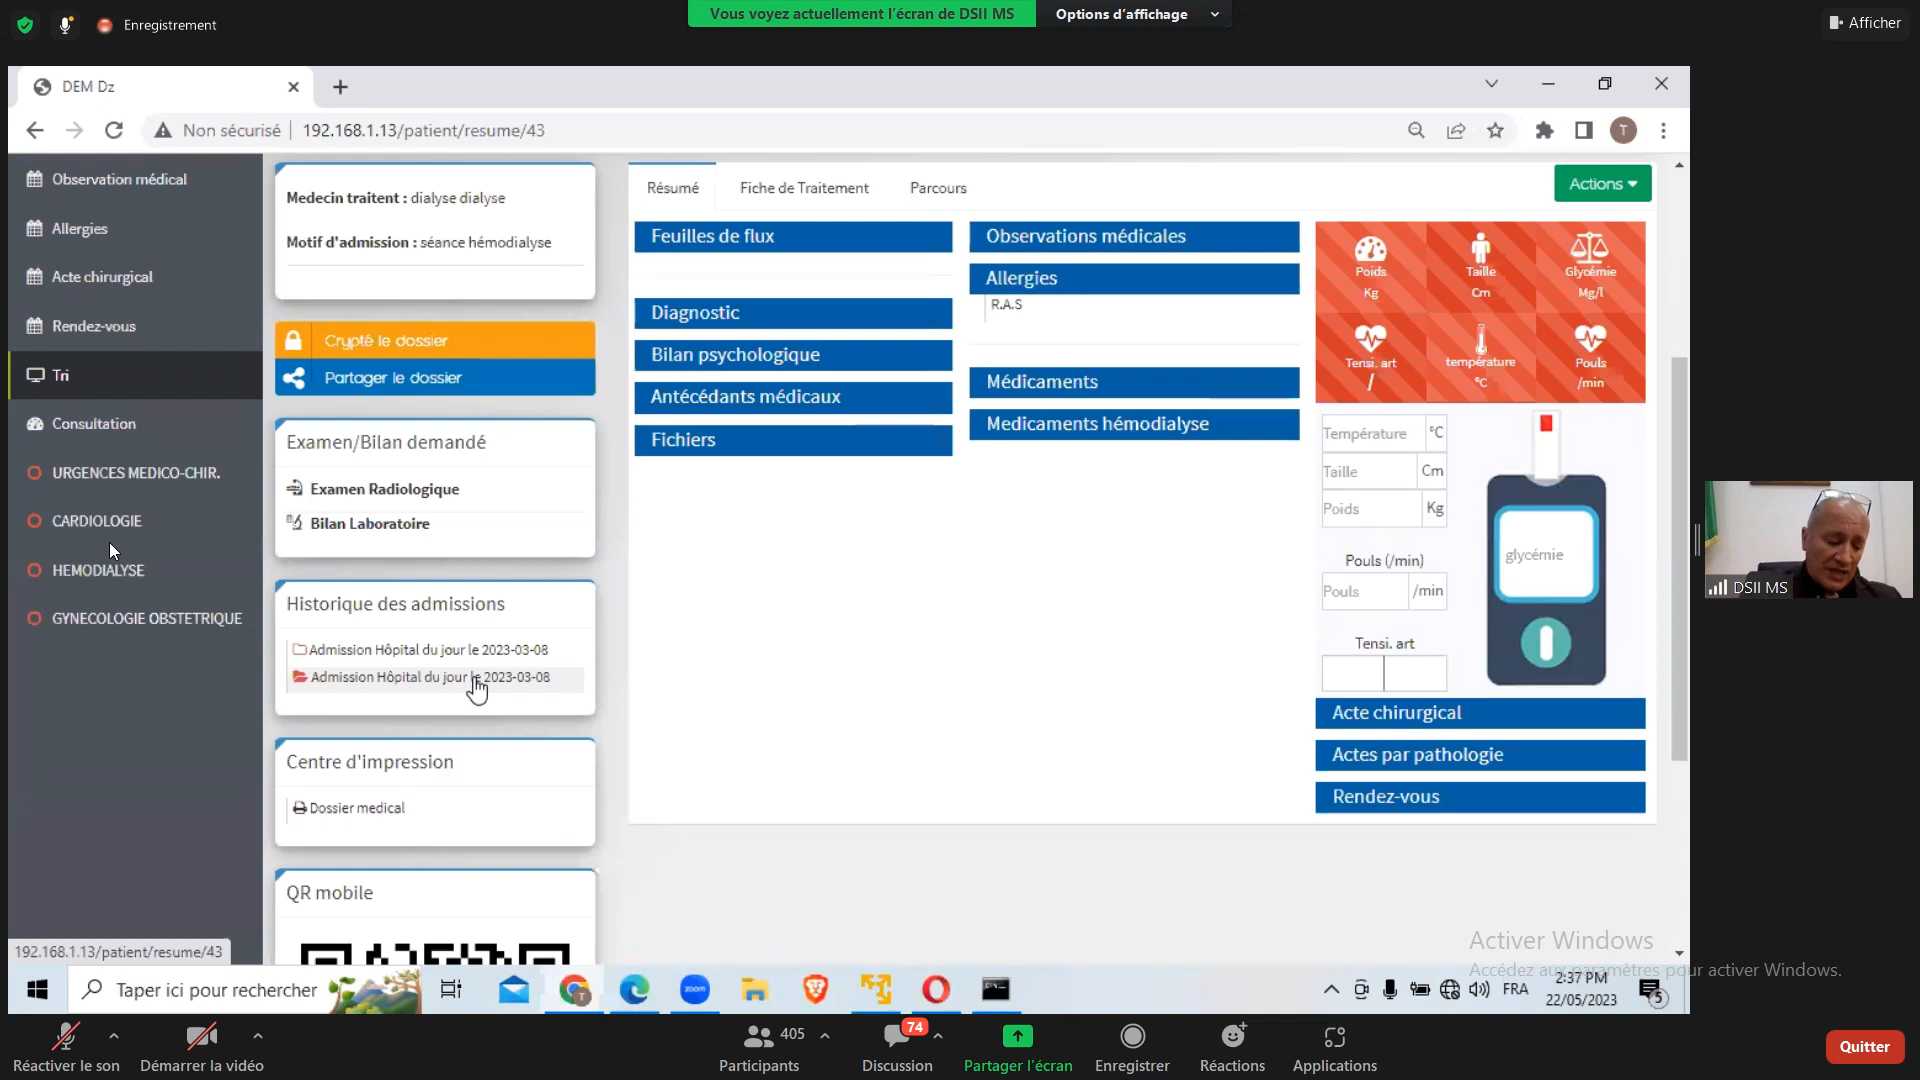 Enregistrement
Vous voyez actuellement l'écran de DSII MS
Options d'affichage
Afficher
DEM Dz
Non sécurisé
192.168.1.13/patient/resume/43
T
Observation médical
Allergies
Acte chirurgical
Rendez-vous
Tri
Consultation
URGENCES MEDICO-CHIR.
CARDIOLOGIE
HEMODIALYSE
GYNECOLOGIE OBSTETRIQUE
192.168.1.13/patient/resume/43
Medecin traitent : dialyse dialyse
Motif d'admission : séance hémodialyse
Crypté le dossier
Partager le dossier
Examen/Bilan demandé
Examen Radiologique
Bilan Laboratoire
Historique des admissions
Admission Hôpital du jour le 2023-03-08
Admission Hôpital du jour le 2023-03-08
Centre d'impression
Dossier medical
QR mobile
Résumé
Fiche de Traitement
Parcours
Actions
Feuilles de flux
Diagnostic
Bilan psychologique
Antécédants médicaux
Fichiers
Observations médicales
Allergies
R.A.S
Médicaments
Medicaments hémodialyse
Poids
Kg
Taille
Cm
Glycémie
Mg/l
Tensi. art
/
température
°C
Pouls
/min
Température °C
Taille Cm
Poids Kg
Pouls (/min)
Pouls /min
Tensi. art
glycémie
Acte chirurgical
Actes par pathologie
Rendez-vous
DSII MS
Activer Windows
Accédez aux paramètres pour activer Windows.
Taper ici pour rechercher
zoom
FRA
2:37 PM
22/05/2023
5
Réactiver le son
Démarrer la vidéo
405
Participants
74
Discussion
Partager l'écran
Enregistrer
Réactions
Applications
Quitter